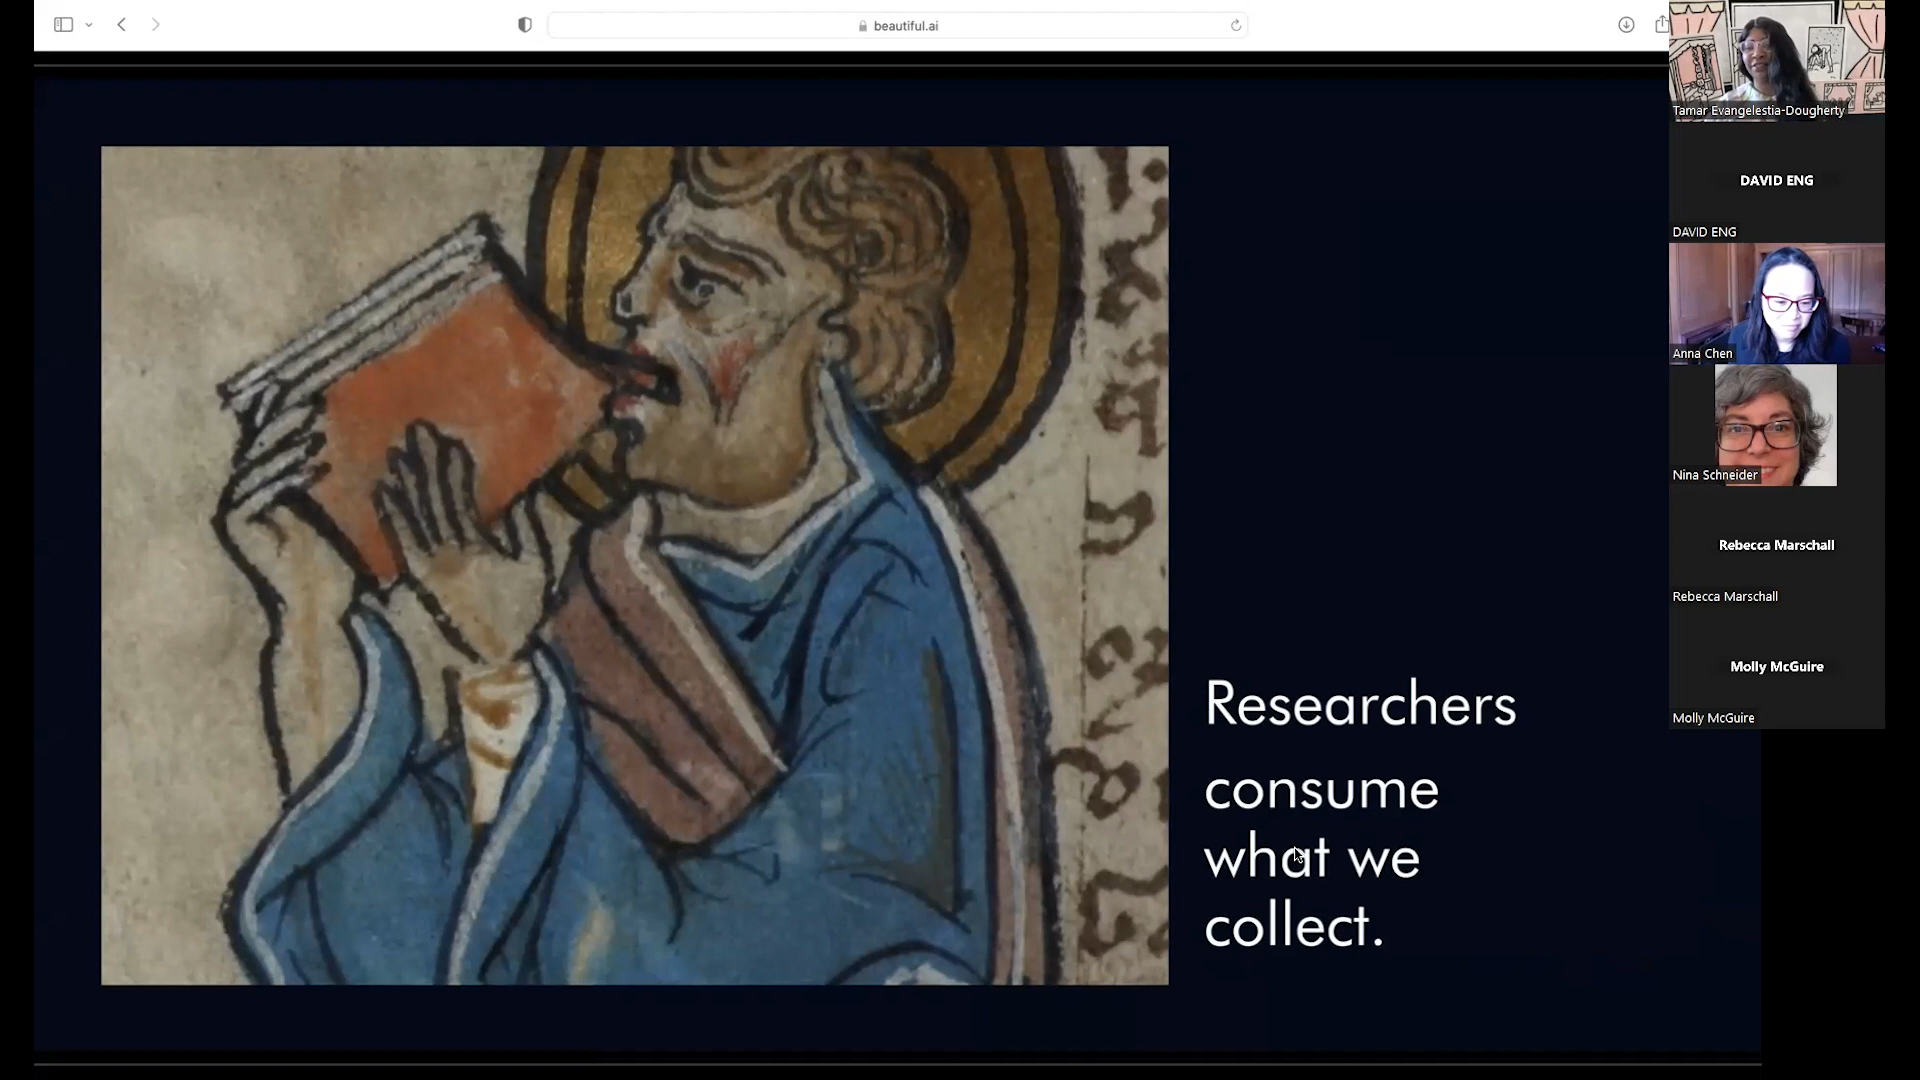 beautiful.ai
Researchers
consume
what we
collect.
Tamar Evangelestia-Dougherty
DAVID ENG
DAVID ENG
Anna Chen
Nina Schneider
Rebecca Marschall
Rebecca Marschall
Molly McGuire
Molly McGuire